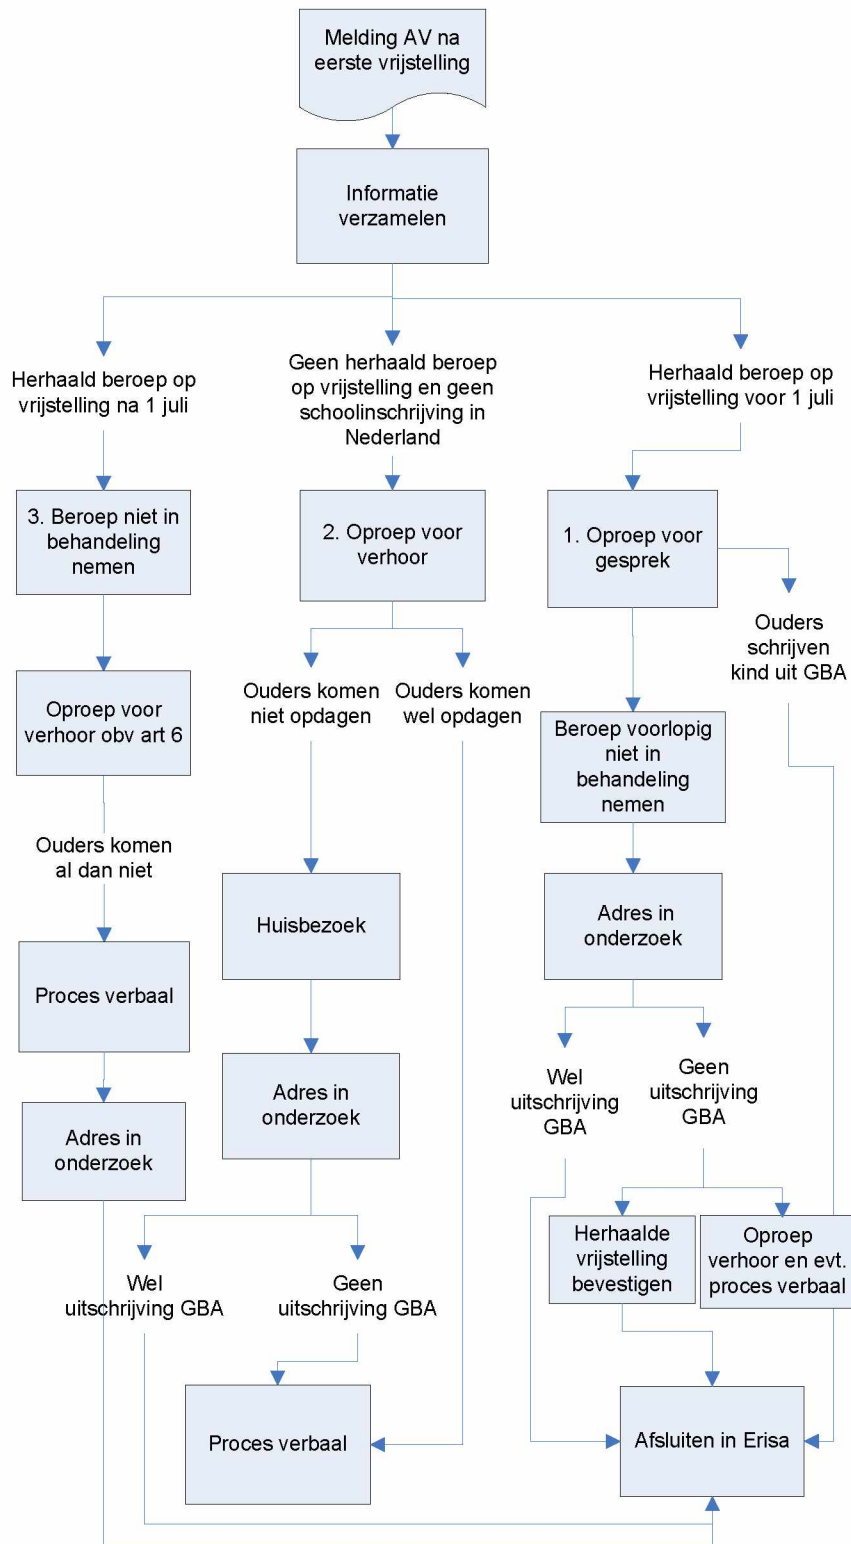 Melding AV na
eerste vrijstelling
Informatie
verzamelen
Herhaald beroep op
vrijstelling na 1 juli
Geen herhaald beroep
op vrijstelling en geen
schoolinschrijving in
Nederland
Herhaald beroep op
vrijstelling voor 1 juli
3. Beroep niet in
behandeling
nemen
2. Oproep voor
verhoor
1. Oproep voor
gesprek
Ouders
schrijven
kind uit GBA
Oproep voor
verhoor obv art 6
Ouders komen
niet opdagen
Ouders komen
wel opdagen
Beroep voorlopig
niet in
behandeling
nemen
Ouders komen
al dan niet
Huisbezoek
Adres in
onderzoek
Proces verbaal
Adres in
onderzoek
Wel
uitschrijving
GBA
Geen
uitschrijving
GBA
Adres in
onderzoek
Herhaalde
vrijstelling
bevestigen
Oproep
verhoor en evt.
proces verbaal
Wel
uitschrijving GBA
Geen
uitschrijving GBA
Proces verbaal
Afsluiten in Erisa